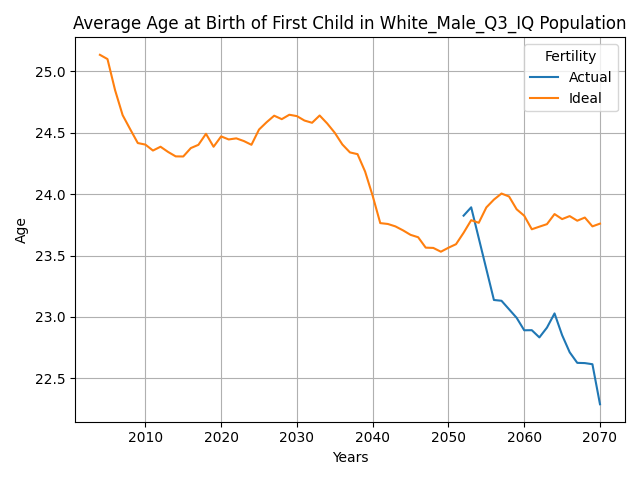 Average Age at Birth of First Child in White_Male_Q3_IQ Population
Fertility
Actual
Ideal
25.0
24.5
24.0
23.5
23.0
22.5
Age
2010
2020
2030
2040
2050
2060
2070
Years